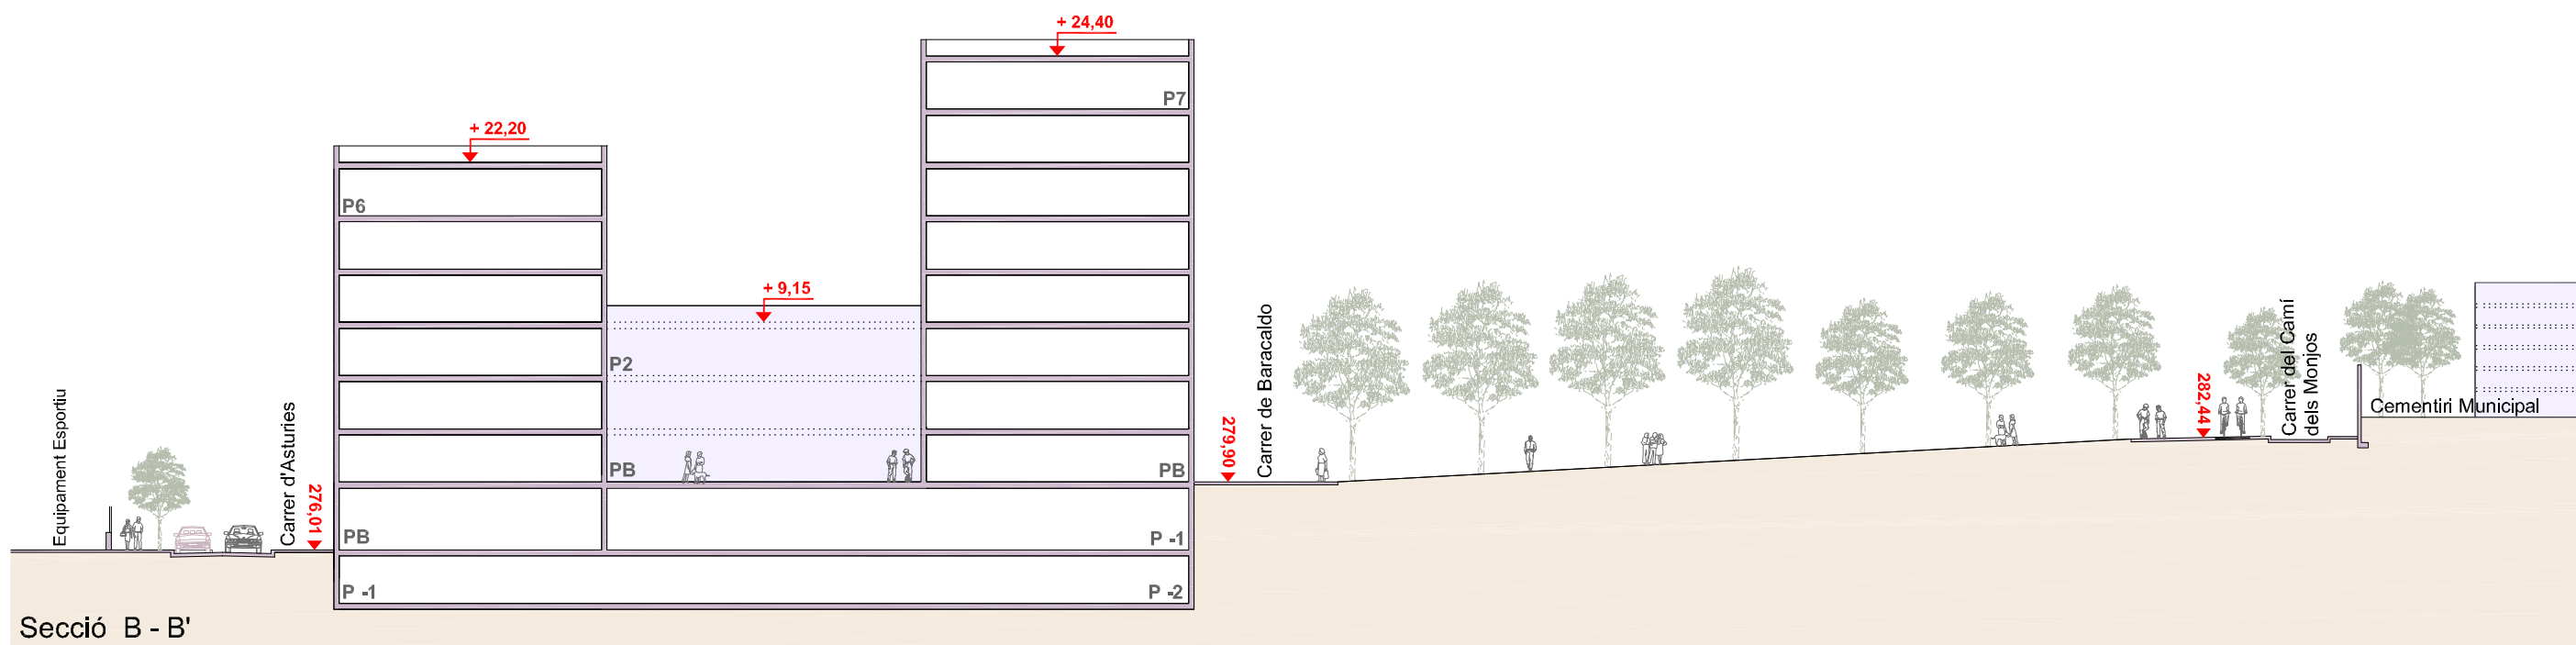 + 24,40
P7
+ 22,20
P6
+ 9,15
P2
PB
PB
PB
P -1
P -1
P -2
Equipament Esportiu
Carrer d'Asturies
276,01
279,90
Carrer de Baracaldo
282,44
Carrer del Camí
dels Monjos
Cementiri Municipal
Secció B - B'